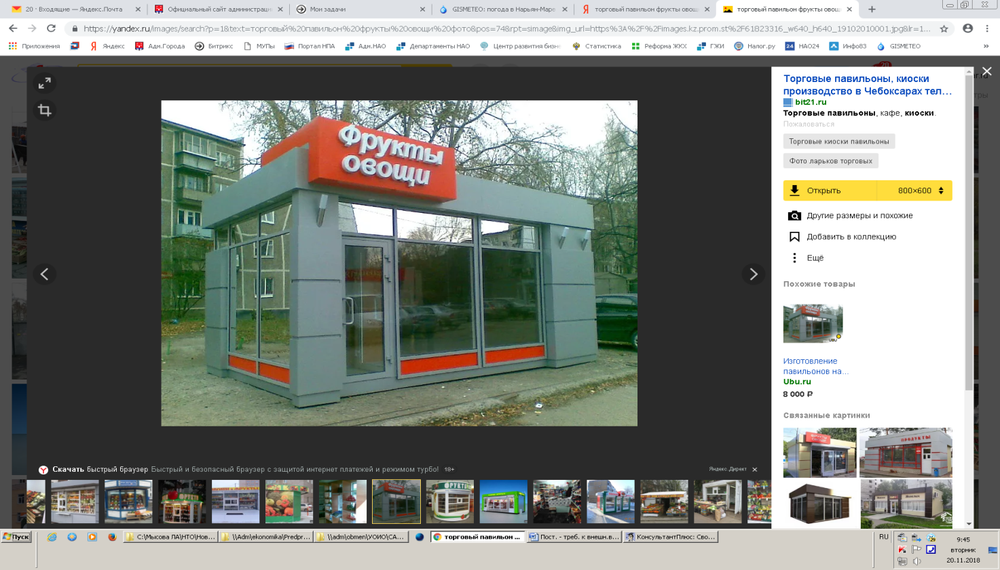 20 · Входящие — Яндекс.Почта
Официальный сайт администраци
Мои задачи
GISMETEO: погода в Нарьян-Маре
торговый павильон фрукты овощ
торговый павильон фрукты овощ
https://yandex.ru/images/search?p=1&text=торговый%20павильон%20фрукты%20овощи%20фото&pos=74&rpt=simage&img_url=https%3A%2F%2Fimages.kz.prom.st%2F61823316_w640_h640_19102010001.jpg&lr=1...
Приложения
Яндекс
Адм.Города
Битрикс
МУПы
Портал НПА
Адм.НАО
Департаменты НАО
Центр развития бизне
Статистика
Реформа ЖКХ
ГЖИ
Налог.ру
24 НАО24
Инфо83
GISMETEO
»
Фрукты
овощи
Торговые павильоны, киоски
производство в Чебоксарах тел...
bit21.ru
Торговые павильоны, кафе, киоски.
Пожаловаться
Торговые киоски павильоны
Фото ларьков торговых
Открыть 800×600
Другие размеры и похожие
Добавить в коллекцию
Ещё
Похожие товары
UBU
Изготовление
павильонов на...
Ubu.ru
8 000 ₽
Связанные картинки
ПРОДУКТЫ
Скачать быстрый браузер Быстрый и безопасный браузер с защитой интернет платежей и режимом турбо! 18+
Яндекс.Директ
ФРУКТЫ
Пуск
C:\Мысова ЛА\НТО\Нов...
\\Adm\ekonomika\Predpr...
\\adm\obmen\УОИО\СА...
торговый павильон ...
Пост. - треб. к внешн.в...
КонсультантПлюс: Сво...
RU
9:45
вторник
20.11.2018